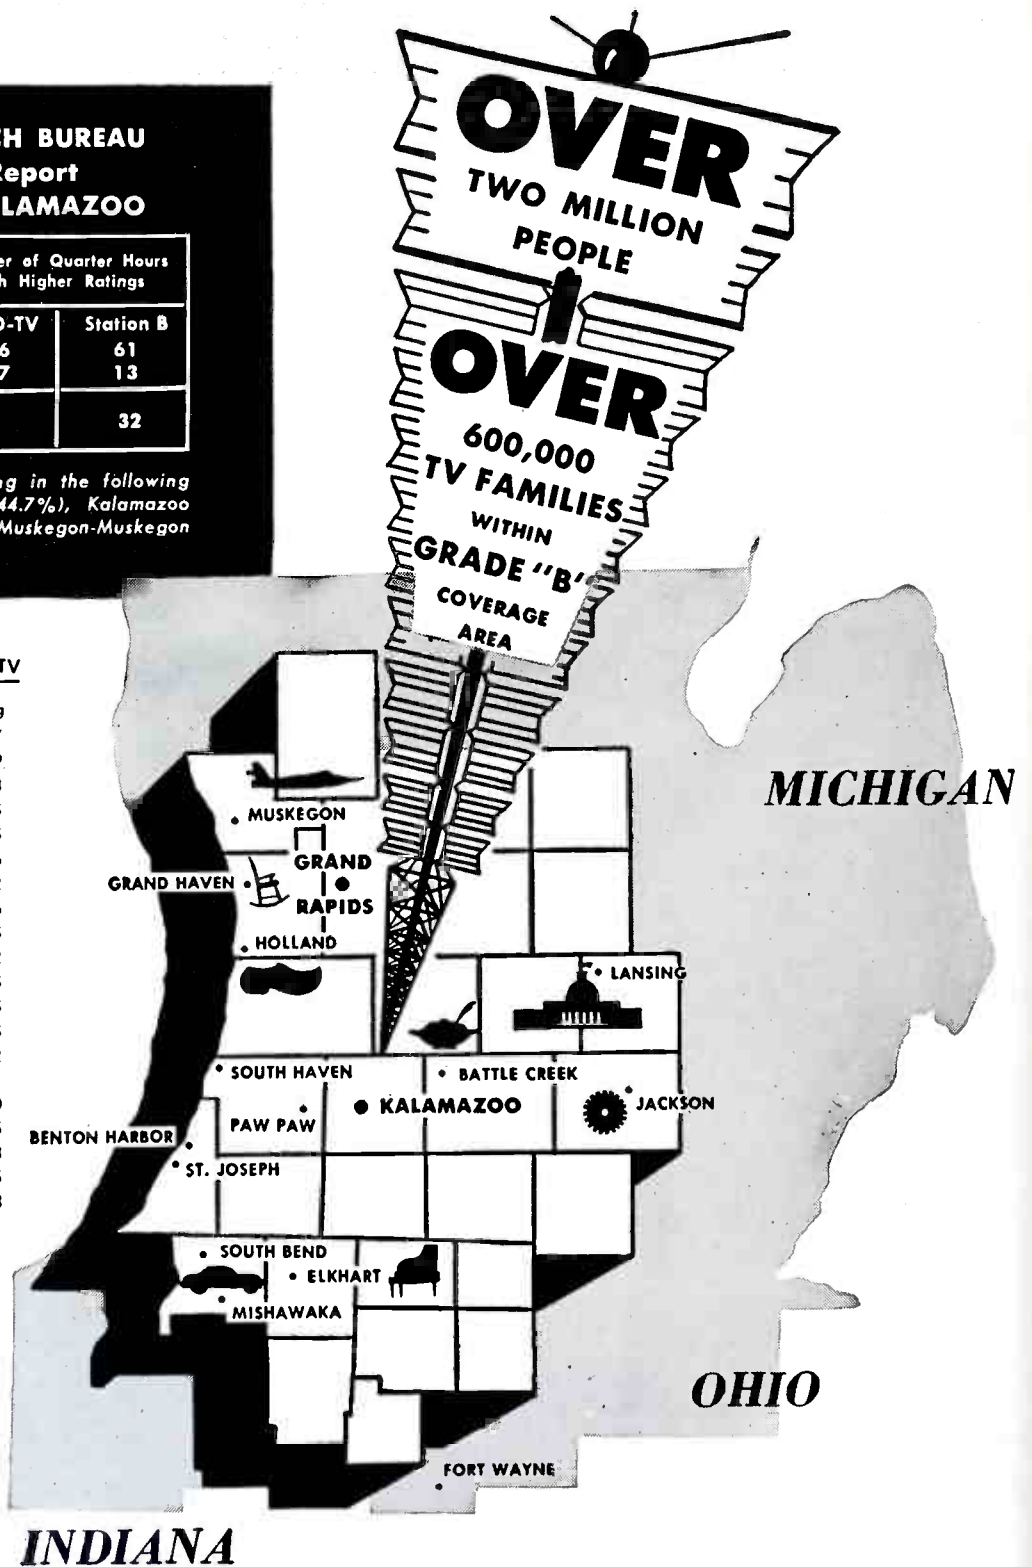 CH BUREAU
Report
LAMAZOO
er of Quarter Hours
h Higher Ratings
O-TV Station B
6 61
7 13
32
ng in the following
44.7%), Kalamazoo
Muskegon-Muskegon
TV
OVER
TWO MILLION
PEOPLE
OVER
600,000
TV FAMILIES
WITHIN
GRADE "B"
COVERAGE
AREA
MICHIGAN
MUSKEGON
GRAND
RAPIDS
GRAND HAVEN
HOLLAND
LANSING
SOUTH HAVEN
BATTLE CREEK
KALAMAZOO
JACKSON
PAW PAW
BENTON HARBOR
ST. JOSEPH
SOUTH BEND
ELKHART
MISHAWAKA
OHIO
FORT WAYNE
INDIANA